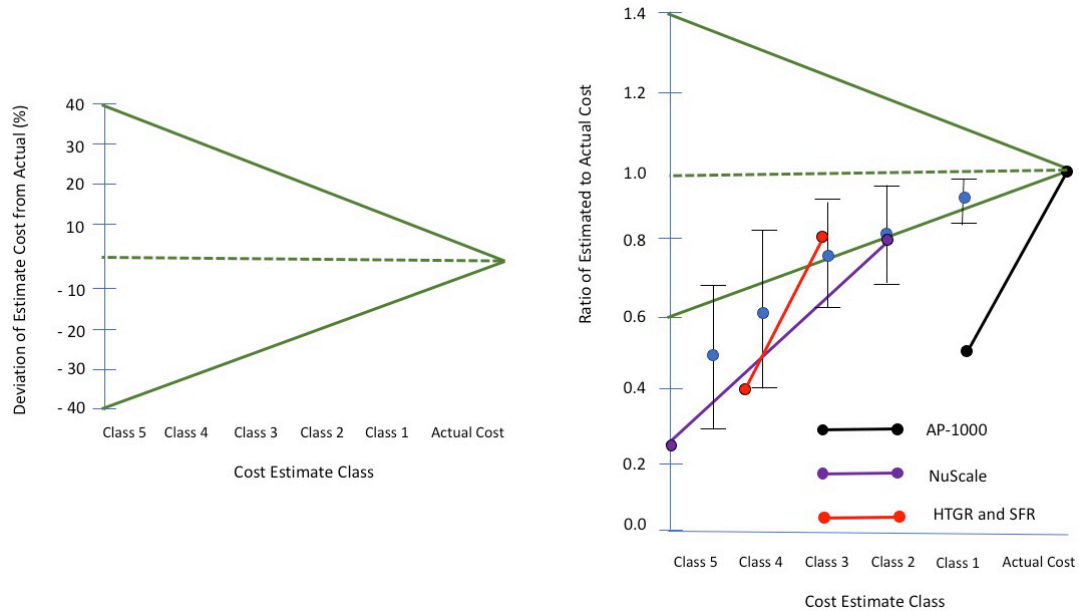 Deviation of Estimate Cost from Actual (%)
40
30
20
10
- 10
- 20
- 30
- 40
Class 5 Class 4 Class 3 Class 2 Class 1 Actual Cost
Cost Estimate Class
Ratio of Estimated to Actual Cost
1.4
1.2
1.0
0.8
0.6
0.4
0.2
0.0
AP-1000
NuScale
HTGR and SFR
Class 5 Class 4 Class 3 Class 2 Class 1 Actual Cost
Cost Estimate Class